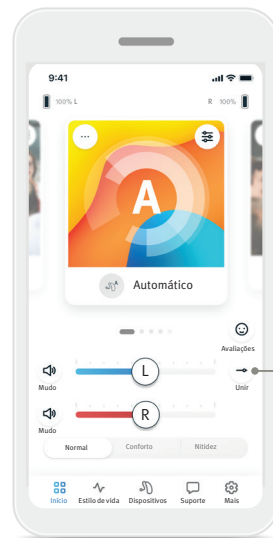 9:41
100% L
R 100%
A
Automático
Avaliações
L
Mudo
Unir
R
Mudo
Normal Conforto Nitidez
Início Estilo de vida Dispositivos Suporte Mais